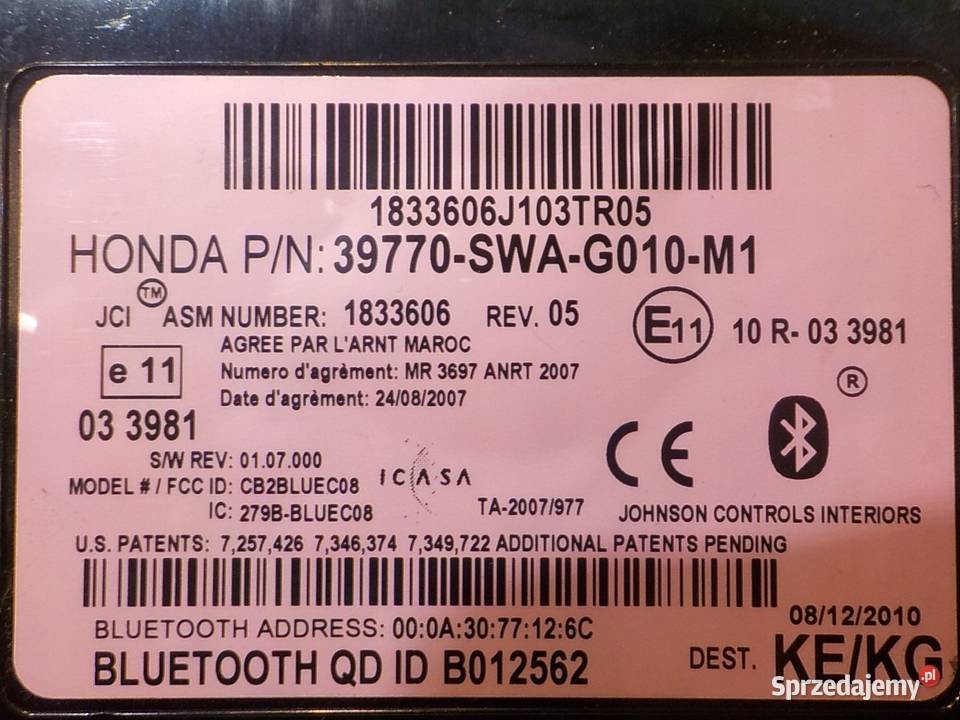 1833606J103TR05
HONDA P/N: 39770-SWA-G010-M1
JCI TM ASM NUMBER: 1833606 REV. 05
E11 10 R- 03 3981
AGREE PAR L'ARNT MAROC
e 11
Numero d'agrèment: MR 3697 ANRT 2007
Date d'agrèment: 24/08/2007
03 3981
®
CE
S/W REV: 01.07.000
ICASA
MODEL # / FCC ID: CB2BLUEC08
IC: 279B-BLUEC08
TA-2007/977
JOHNSON CONTROLS INTERIORS
U.S. PATENTS: 7,257,426 7,346,374 7,349,722 ADDITIONAL PATENTS PENDING
08/12/2010
BLUETOOTH ADDRESS: 00:0A:30:77:12:6C
BLUETOOTH QD ID B012562
DEST. KE/KG
Sprzedajemy.pl